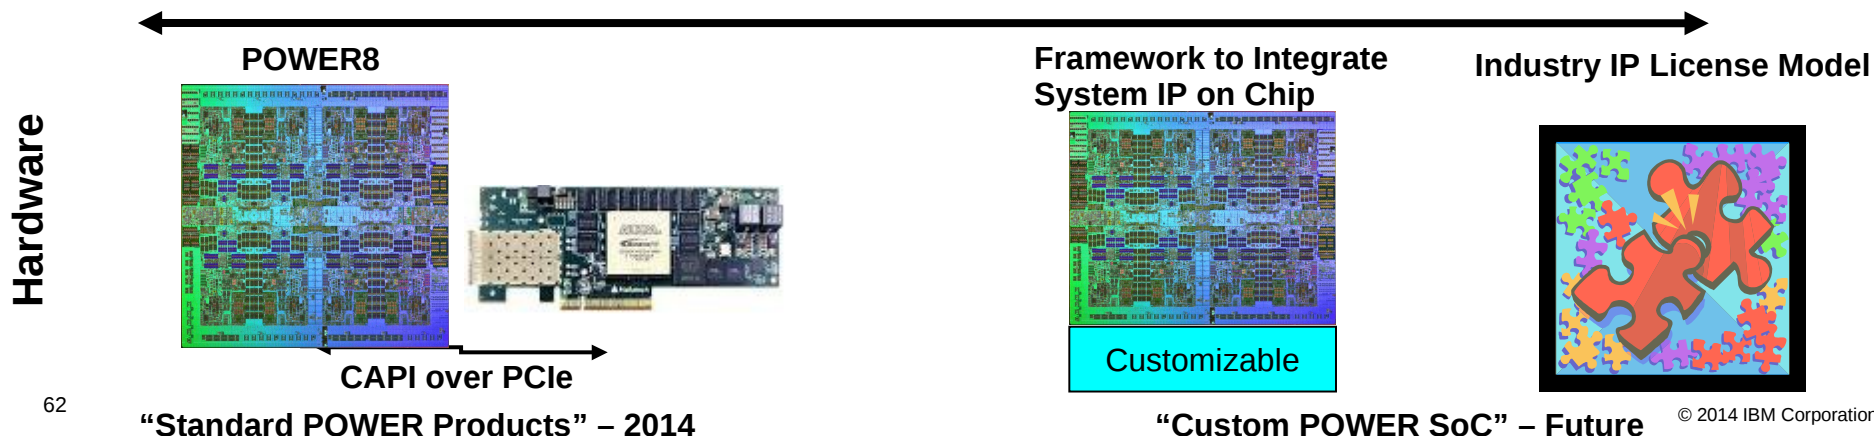 POWER8
Framework to Integrate
System IP on Chip
Industry IP License Model
Hardware
Customizable
CAPI over PCIe
62
“Standard POWER Products” – 2014
“Custom POWER SoC” – Future
© 2014 IBM Corporation